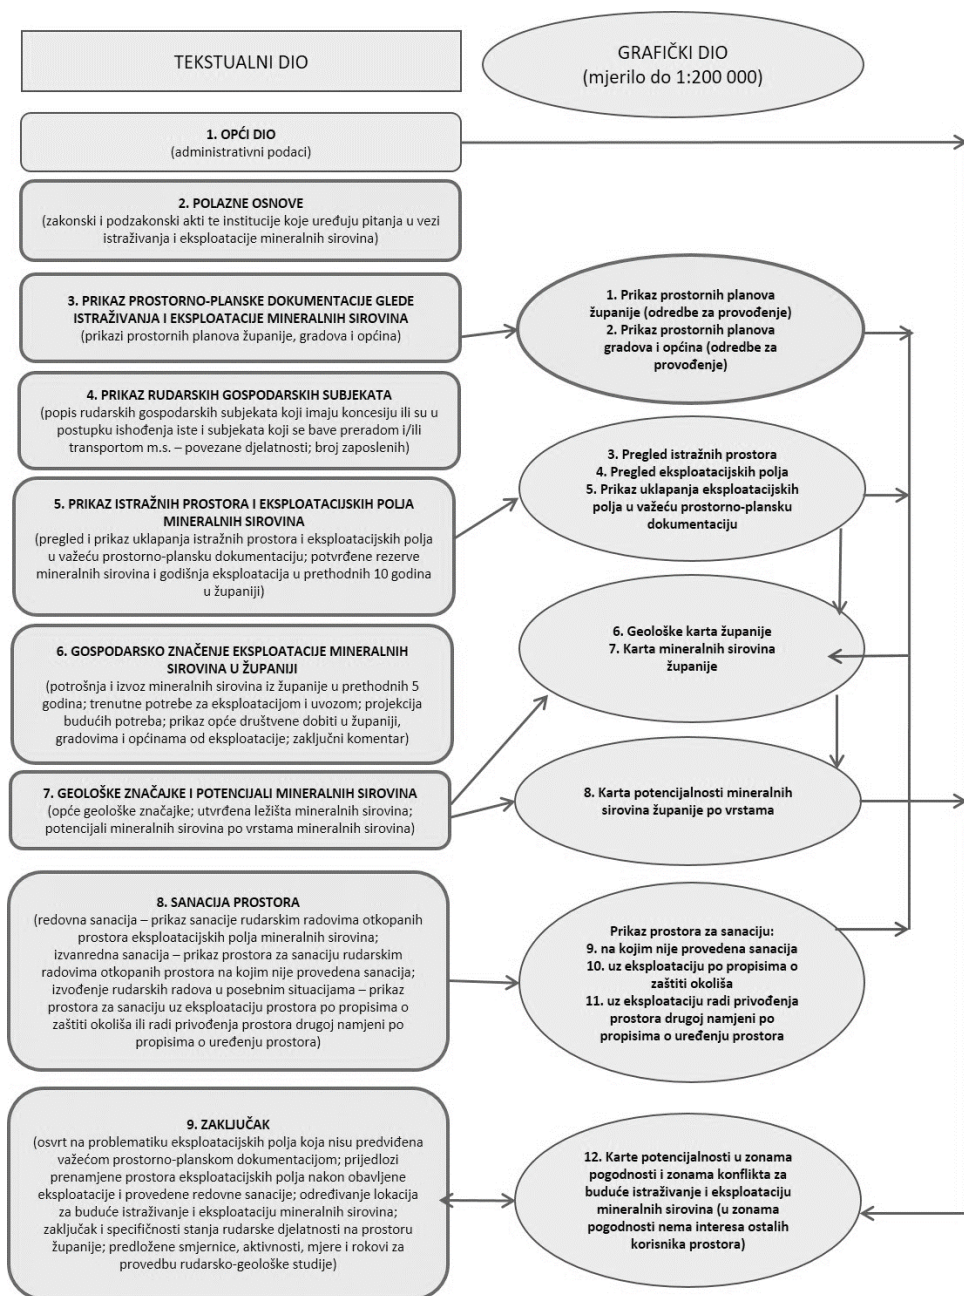 TEKSTUALNI DIO
GRAFIČKI DIO
(mjerilo do 1:200 000)
1. OPĆI DIO
(administrativni podaci)
2. POLAZNE OSNOVE
(zakonski i podzakonski akti te institucije koje uređuju pitanja u vezi
istraživanja i eksploatacije mineralnih sirovina)
3. PRIKAZ PROSTORNO-PLANSKE DOKUMENTACIJE GLEDE
ISTRAŽIVANJA I EKSPLOATACIJE MINERALNIH SIROVINA
(prikazi prostornih planova županije, gradova i općina)
1. Prikaz prostornih planova
županije (odredbe za provođenje)
2. Prikaz prostornih planova
gradova i općina (odredbe za
provođenje)
4. PRIKAZ RUDARSKIH GOSPODARSKIH SUBJEKATA
(popis rudarskih gospodarskih subjekata koji imaju koncesiju ili su u
postupku ishođenja iste i subjekata koji se bave preradom i/ili
transportom m.s. – povezane djelatnosti; broj zaposlenih)
3. Pregled istražnih prostora
4. Pregled eksploatacijskih polja
5. Prikaz uklapanja eksploatacijskih
polja u važeću prostorno-plansku
dokumentaciju
5. PRIKAZ ISTRAŽNIH PROSTORA I EKSPLOATACIJSKIH POLJA
MINERALNIH SIROVINA
(pregled i prikaz uklapanja istražnih prostora i eksploatacijskih polja
u važeću prostorno-plansku dokumentaciju; potvrđene rezerve
mineralnih sirovina i godišnja eksploatacija u prethodnih 10 godina
u županiji)
6. Geološke karta županije
7. Karta mineralnih sirovina
županije
6. GOSPODARSKO ZNAČENJE EKSPLOATACIJE MINERALNIH
SIROVINA U ŽUPANIJI
(potrošnja i izvoz mineralnih sirovina iz županije u prethodnih 5
godina; trenutne potrebe za eksploatacijom i uvozom; projekcija
budućih potreba; prikaz opće društvene dobiti u županiji,
gradovima i općinama od eksploatacije; zaključni komentar)
7. GEOLOŠKE ZNAČAJKE I POTENCIJALI MINERALNIH SIROVINA
(opće geološke značajke; utvrđena ležišta mineralnih sirovina;
potencijali mineralnih sirovina po vrstama mineralnih sirovina)
8. Karta potencijalnosti mineralnih
sirovina županije po vrstama
8. SANACIJA PROSTORA
(redovna sanacija – prikaz sanacije rudarskim radovima otkopanih
prostora eksploatacijskih polja mineralnih sirovina;
izvanredna sanacija – prikaz prostora za sanaciju rudarskim
radovima otkopanih prostora na kojim nije provedena sanacija;
izvođenje rudarskih radova u posebnim situacijama – prikaz
prostora za sanaciju uz eksploataciju prostora po propisima o
zaštiti okoliša ili radi privođenja prostora drugoj namjeni po
propisima o uređenju prostora)
Prikaz prostora za sanaciju:
9. na kojim nije provedena sanacija
10. uz eksploataciju po propisima o
zaštiti okoliša
11. uz eksploataciju radi privođenja
prostora drugoj namjeni po
propisima o uređenju prostora
9. ZAKLJUČAK
(osvrt na problematiku eksploatacijskih polja koja nisu predviđena
važećom prostorno-planskom dokumentacijom; prijedlozi
prenamjene prostora eksploatacijskih polja nakon obavljene
eksploatacije i provedene redovne sanacije; određivanje lokacija
za buduće istraživanje i eksploataciju mineralnih sirovina;
zaključak i specifičnosti stanja rudarske djelatnosti na prostoru
županije; predložene smjernice, aktivnosti, mjere i rokovi za
provedbu rudarsko-geološke studije)
12. Karte potencijalnosti u zonama
pogodnosti i zonama konflikta za
buduće istraživanje i eksploataciju
mineralnih sirovina (u zonama
pogodnosti nema interesa ostalih
korisnika prostora)